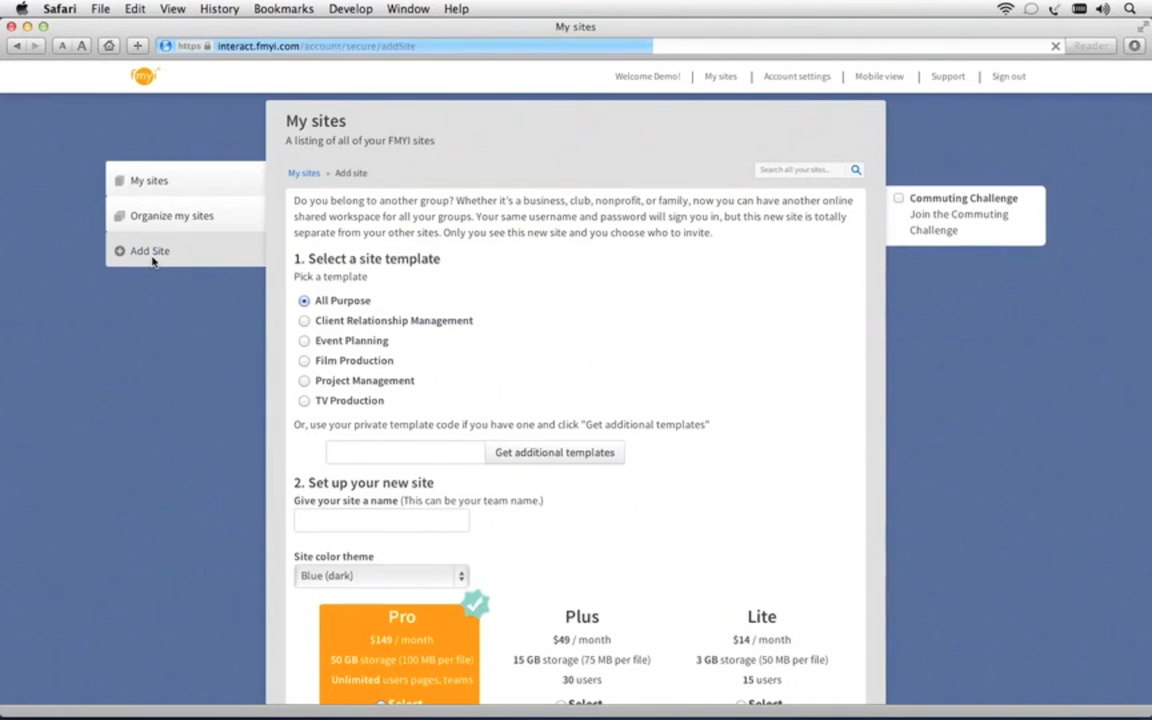 Safari File Edit View History Bookmarks Develop Window Help
My sites
A A https interact.fmyi.com/account/secure/addSite Reader
fmyi
Welcome Demo! | My sites | Account settings | Mobile view | Support | Sign out
My sites
A listing of all of your FMYI sites
My sites
Organize my sites
Add Site
My sites Add site
Search all your sites...
Do you belong to another group? Whether it's a business, club, nonprofit, or family, now you can have another online
shared workspace for all your groups. Your same username and password will sign you in, but this new site is totally
separate from your other sites. Only you see this new site and you choose who to invite.
1. Select a site template
Pick a template
All Purpose
Client Relationship Management
Event Planning
Film Production
Project Management
TV Production
Or, use your private template code if you have one and click "Get additional templates"
Get additional templates
2. Set up your new site
Give your site a name (This can be your team name.)
Site color theme
Blue (dark)
Pro Plus Lite
$149 / month $49 / month $14 / month
50 GB storage (100 MB per file) 15 GB storage (75 MB per file) 3 GB storage (50 MB per file)
Unlimited users pages, teams 30 users 15 users
Select Select Select
Commuting Challenge
Join the Commuting
Challenge